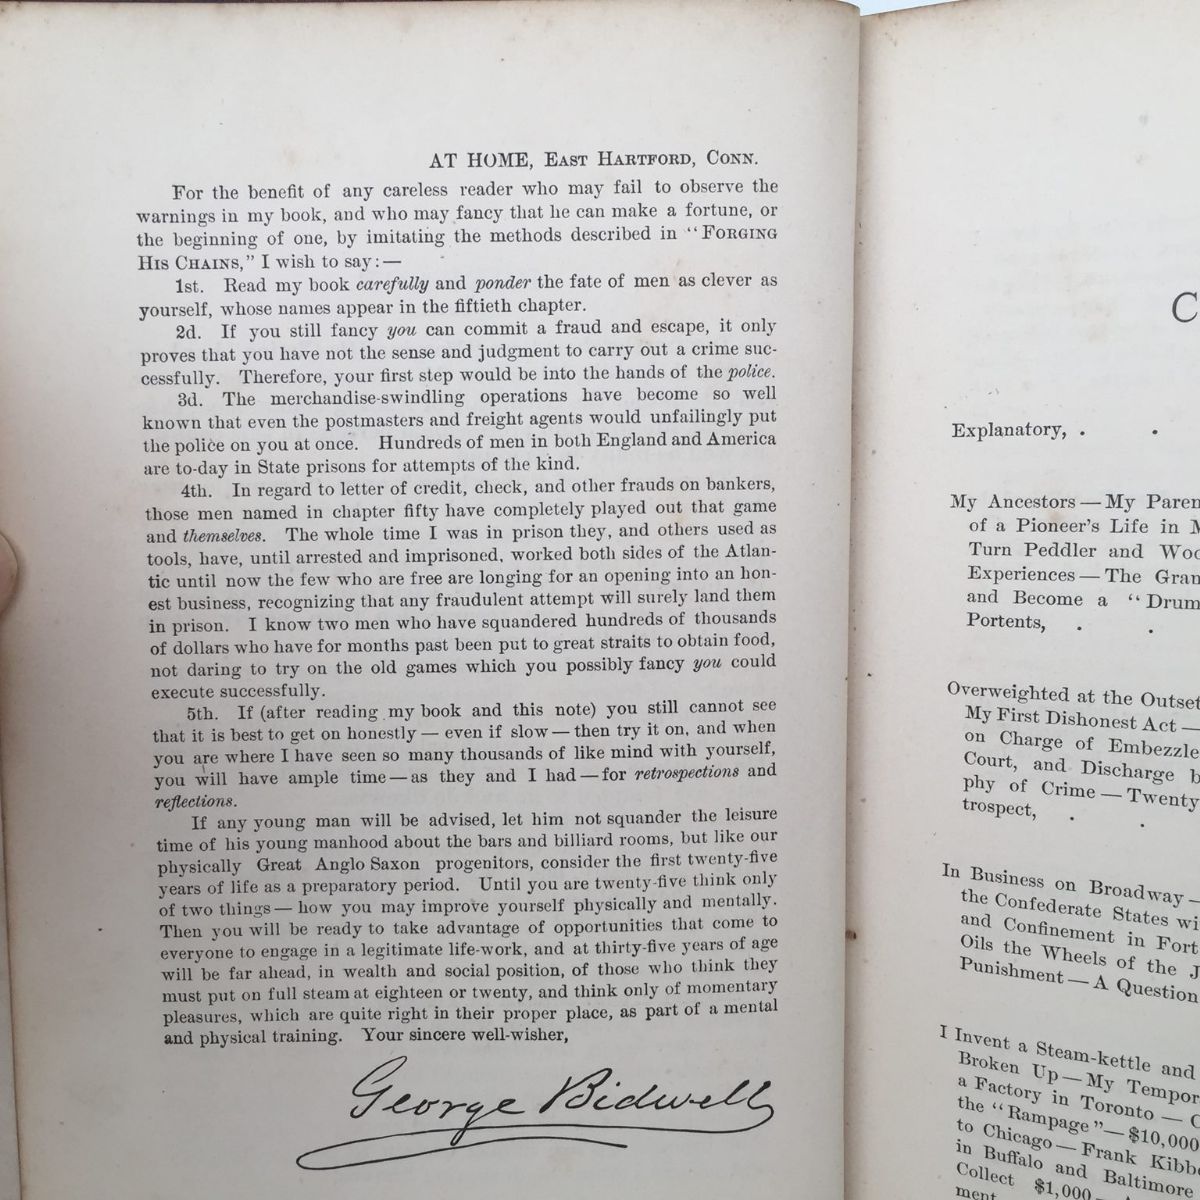 AT HOME, EAST HARTFORD, CONN.
For the benefit of any careless reader who may fail to observe the
warnings in my book, and who may fancy that he can make a fortune, or
the beginning of one, by imitating the methods described in "FORGING
HIS CHAINS," I wish to say:—
1st. Read my book carefully and ponder the fate of men as clever as
yourself, whose names appear in the fiftieth chapter.
2d. If you still fancy you can commit a fraud and escape, it only
proves that you have not the sense and judgment to carry out a crime suc-
cessfully. Therefore, your first step would be into the hands of the police.
3d. The merchandise-swindling operations have become so well
known that even the postmasters and freight agents would unfailingly put
the police on you at once. Hundreds of men in both England and America
are to-day in State prisons for attempts of the kind.
4th. In regard to letter of credit, check, and other frauds on bankers,
those men named in chapter fifty have completely played out that game
and themselves. The whole time I was in prison they, and others used as
tools, have, until arrested and imprisoned, worked both sides of the Atlan-
tic until now the few who are free are longing for an opening into an hon-
est business, recognizing that any fraudulent attempt will surely land them
in prison. I know two men who have squandered hundreds of thousands
of dollars who have for months past been put to great straits to obtain food,
not daring to try on the old games which you possibly fancy you could
execute successfully.
5th. If (after reading my book and this note) you still cannot see
that it is best to get on honestly — even if slow — then try it on, and when
you are where I have seen so many thousands of like mind with yourself,
you will have ample time — as they and I had — for retrospections and
reflections.
If any young man will be advised, let him not squander the leisure
time of his young manhood about the bars and billiard rooms, but like our
physically Great Anglo Saxon progenitors, consider the first twenty-five
years of life as a preparatory period. Until you are twenty-five think only
of two things — how you may improve yourself physically and mentally.
Then you will be ready to take advantage of opportunities that come to
everyone to engage in a legitimate life-work, and at thirty-five years of age
will be far ahead, in wealth and social position, of those who think they
must put on full steam at eighteen or twenty, and think only of momentary
pleasures, which are quite right in their proper place, as part of a mental
and physical training. Your sincere well-wisher,
George Bidwell
C
Explanatory, . .
My Ancestors — My Paren
of a Pioneer's Life in M
Turn Peddler and Woo
Experiences — The Gran
and Become a "Drum
Portents, . .
Overweighted at the Outset
My First Dishonest Act —
on Charge of Embezzle
Court, and Discharge b
phy of Crime — Twenty
trospect, . .
In Business on Broadway —
the Confederate States wi
and Confinement in Fort
Oils the Wheels of the J
Punishment — A Question
I Invent a Steam-kettle and
Broken Up — My Tempor
a Factory in Toronto — C
the "Rampage" — $10,000
to Chicago — Frank Kibb
in Buffalo and Baltimore
Collect $1,000 —
ment